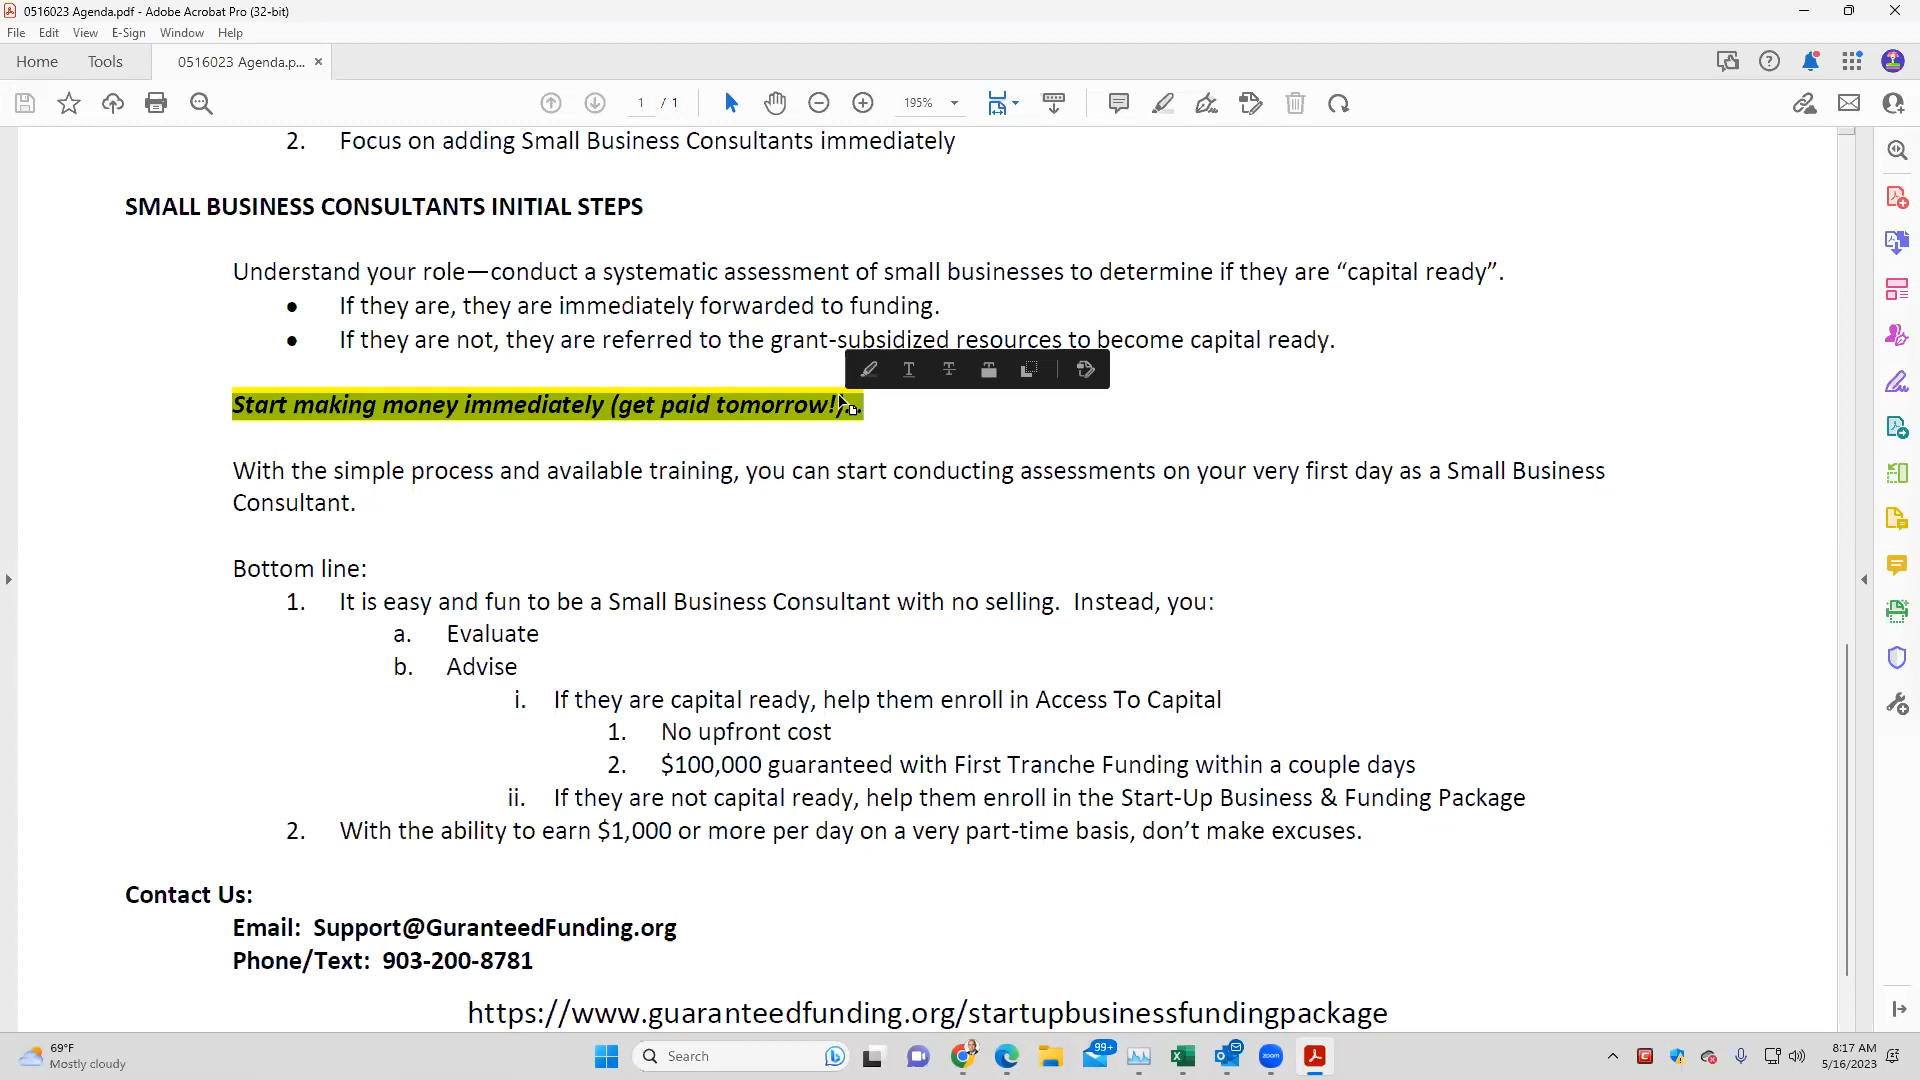 0516023 Agenda.pdf - Adobe Acrobat Pro (32-bit)
File Edit View E-Sign Window Help
Home Tools 0516023 Agenda.p... ×
1 / 1 195%
2. Focus on adding Small Business Consultants immediately
SMALL BUSINESS CONSULTANTS INITIAL STEPS
Understand your role—conduct a systematic assessment of small businesses to determine if they are “capital ready”.
● If they are, they are immediately forwarded to funding.
● If they are not, they are referred to the grant-subsidized resources to become capital ready.
Start making money immediately (get paid tomorrow!)...
With the simple process and available training, you can start conducting assessments on your very first day as a Small Business
Consultant.
Bottom line:
1. It is easy and fun to be a Small Business Consultant with no selling.  Instead, you:
a. Evaluate
b. Advise
i. If they are capital ready, help them enroll in Access To Capital
1. No upfront cost
2. $100,000 guaranteed with First Tranche Funding within a couple days
ii. If they are not capital ready, help them enroll in the Start-Up Business & Funding Package
2. With the ability to earn $1,000 or more per day on a very part-time basis, don’t make excuses.
Contact Us:
Email:  Support@GuranteedFunding.org
Phone/Text:  903-200-8781
https://www.guaranteedfunding.org/startupbusinessfundingpackage
69°F
Mostly cloudy
Search
99+
zoom
8:17 AM
5/16/2023